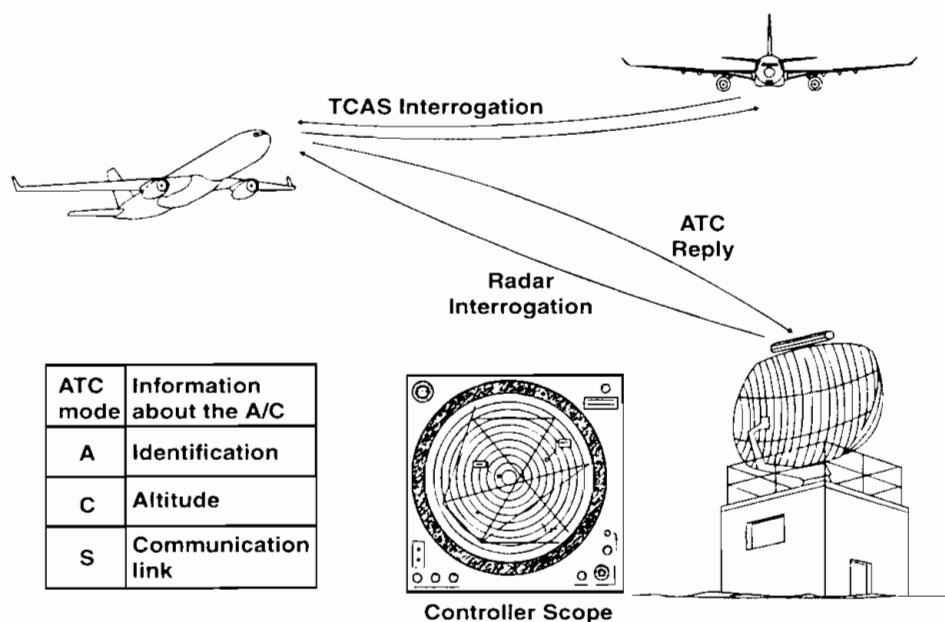 TCAS Interrogation
ATC
Reply
Radar
Interrogation
ATC
mode
Information
about the A/C
A
Identification
C
Altitude
S
Communication
link
Controller Scope